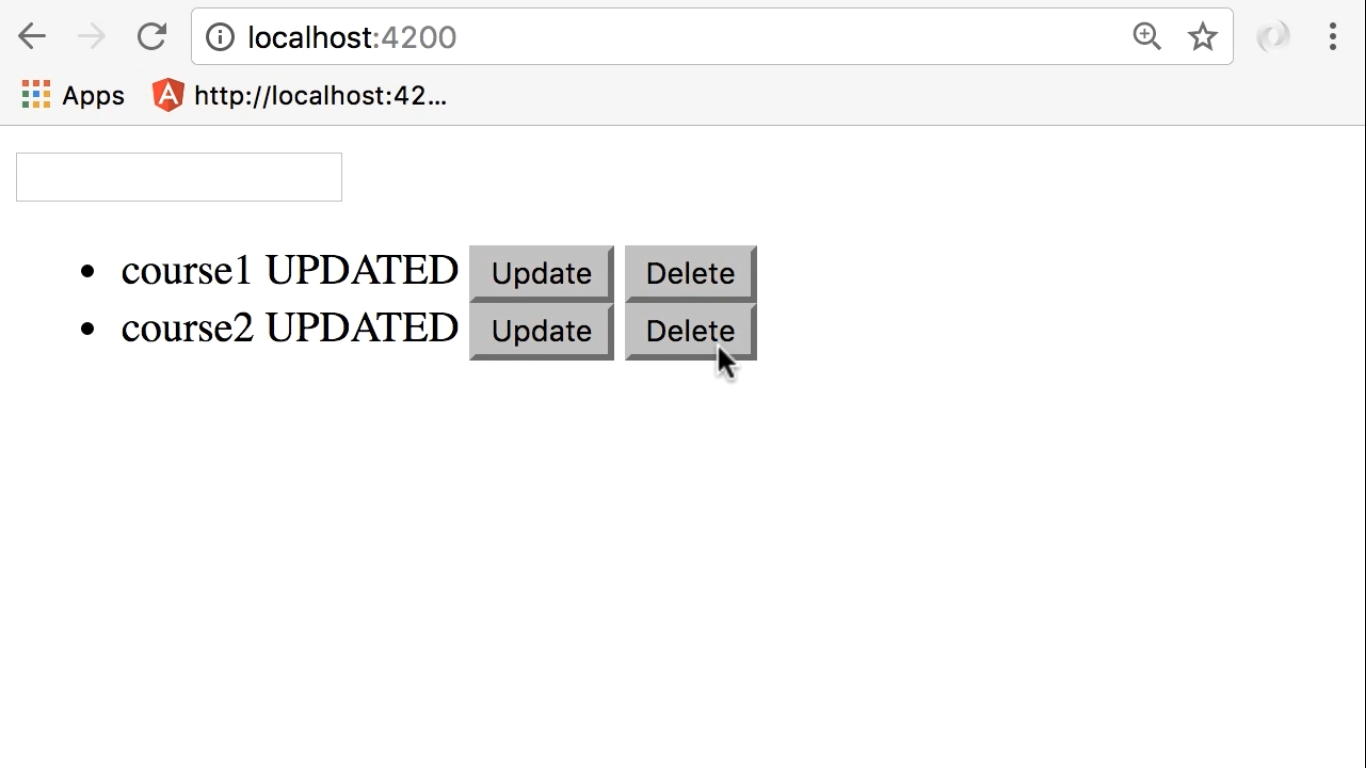 localhost:4200
Apps http://localhost:42...
course1 UPDATED Update Delete
course2 UPDATED Update Delete